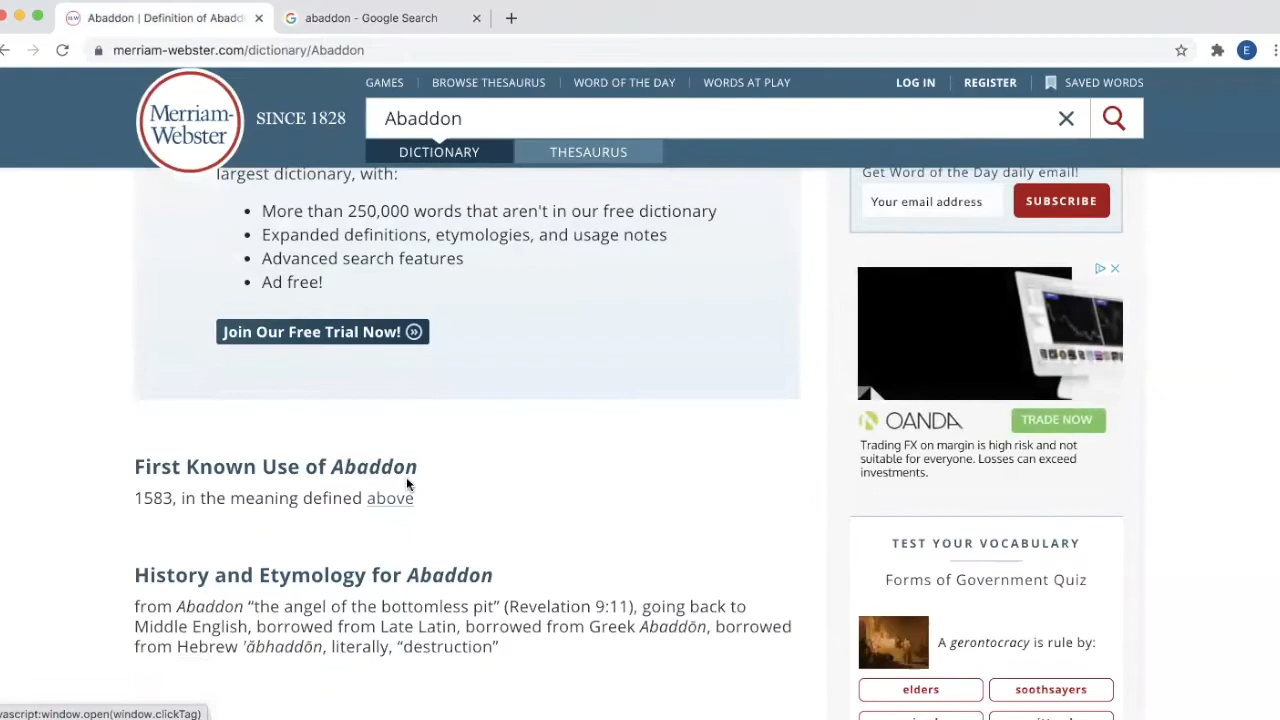 Abaddon | Definition of Abadd
abaddon - Google Search
merriam-webster.com/dictionary/Abaddon
E
GAMES
BROWSE THESAURUS
WORD OF THE DAY
WORDS AT PLAY
LOG IN
REGISTER
SAVED WORDS
Merriam-
Webster
SINCE 1828
Abaddon
DICTIONARY
THESAURUS
largest dictionary, with:
• More than 250,000 words that aren't in our free dictionary
• Expanded definitions, etymologies, and usage notes
• Advanced search features
• Ad free!
Join Our Free Trial Now!
First Known Use of Abaddon
1583, in the meaning defined above
History and Etymology for Abaddon
from Abaddon “the angel of the bottomless pit” (Revelation 9:11), going back to
Middle English, borrowed from Late Latin, borrowed from Greek Abaddōn, borrowed
from Hebrew 'ăbhaddōn, literally, “destruction”
Get Word of the Day daily email!
Your email address
SUBSCRIBE
OANDA
TRADE NOW
Trading FX on margin is high risk and not
suitable for everyone. Losses can exceed
investments.
TEST YOUR VOCABULARY
Forms of Government Quiz
A gerontocracy is rule by:
elders
soothsayers
vascript:window.open(window.clickTag)